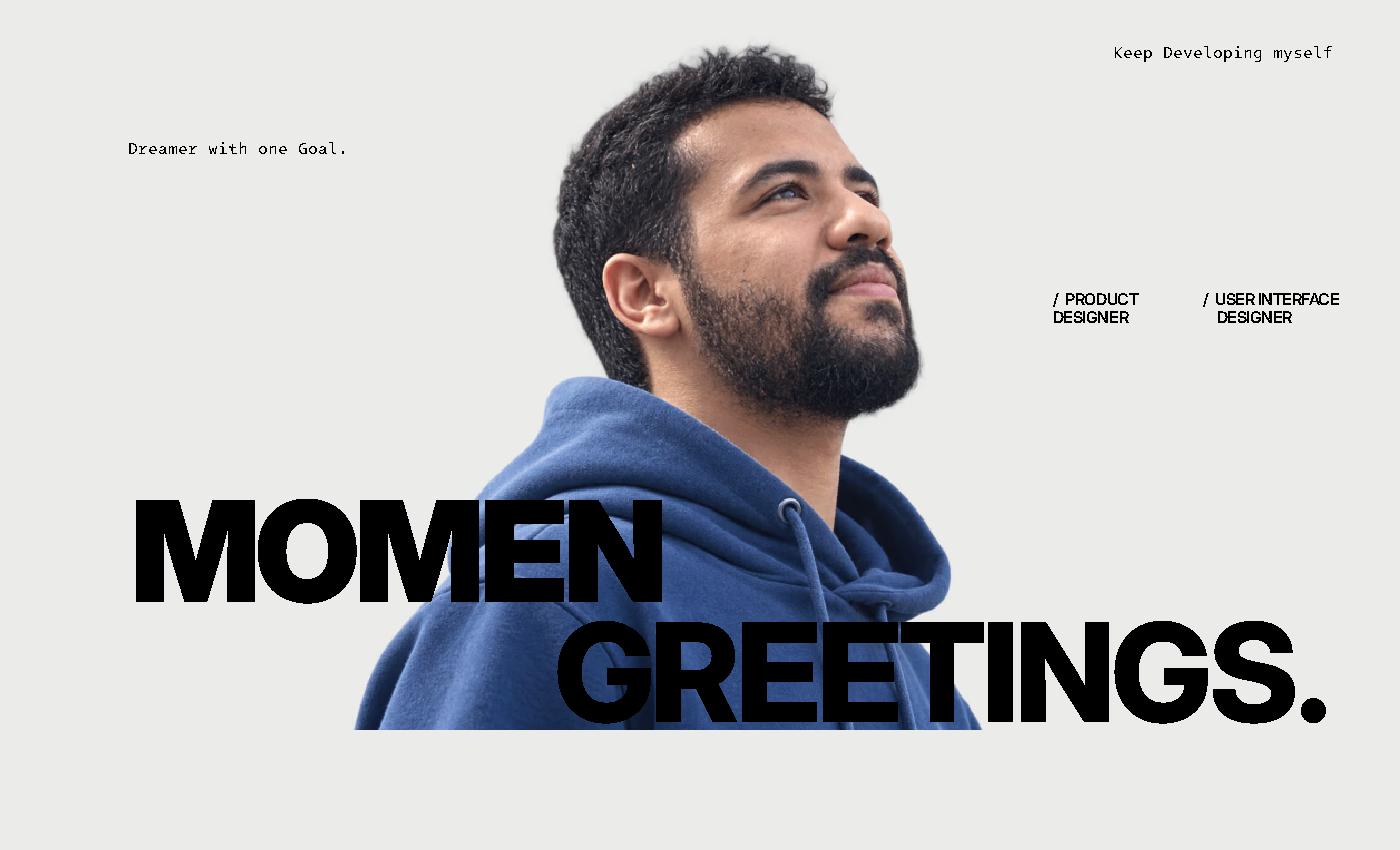 Keep Developing myself
Dreamer with one Goal.
/ PRODUCT
DESIGNER
/ USER INTERFACE
DESIGNER
MOMEN
GREETINGS.